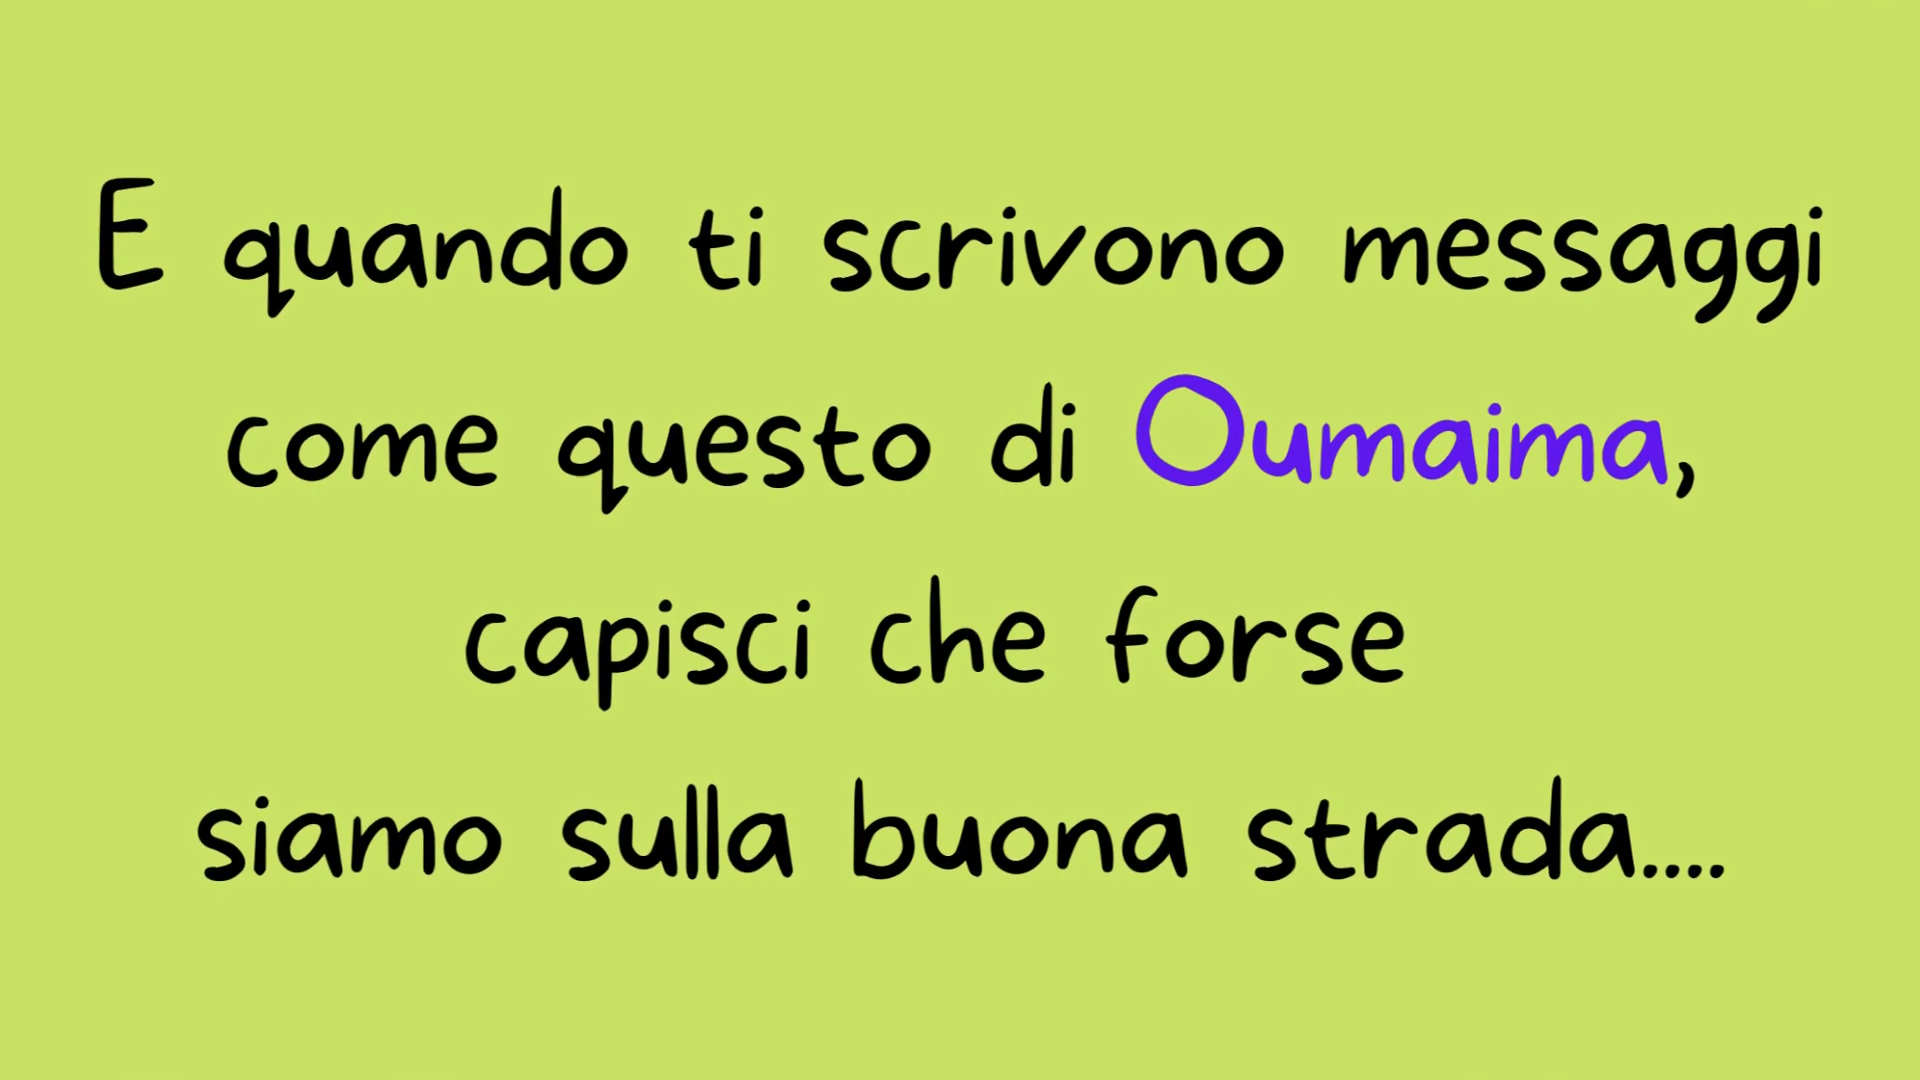 E quando ti scrivono messaggi
come questo di Oumaima,
capisci che forse
siamo sulla buona strada....